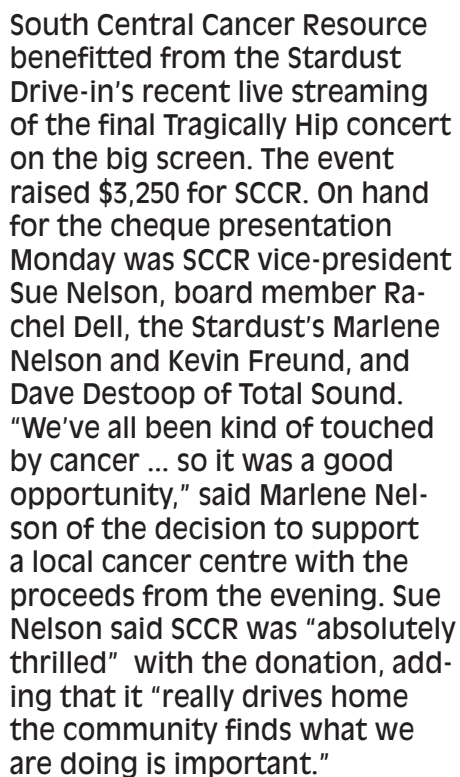 South Central Cancer Resource
benefitted from the Stardust
Drive-in’s recent live streaming
of the final Tragically Hip concert
on the big screen. The event
raised $3,250 for SCCR. On hand
for the cheque presentation
Monday was SCCR vice-president
Sue Nelson, board member Ra-
chel Dell, the Stardust’s Marlene
Nelson and Kevin Freund, and
Dave Destoop of Total Sound.
“We’ve all been kind of touched
by cancer ... so it was a good
opportunity,” said Marlene Nel-
son of the decision to support
a local cancer centre with the
proceeds from the evening. Sue
Nelson said SCCR was “absolutely
thrilled”  with the donation, add-
ing that it “really drives home
the community finds what we
are doing is important.”